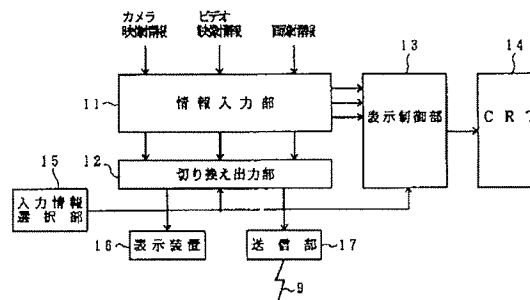 カメラ
映像情報
ビデオ
映像情報
画像情報
11
情報入力部
13
表示制御部
14
CRT
12
切り換え出力部
15
入力情報
選択部
16
表示装置
送信部
17
9